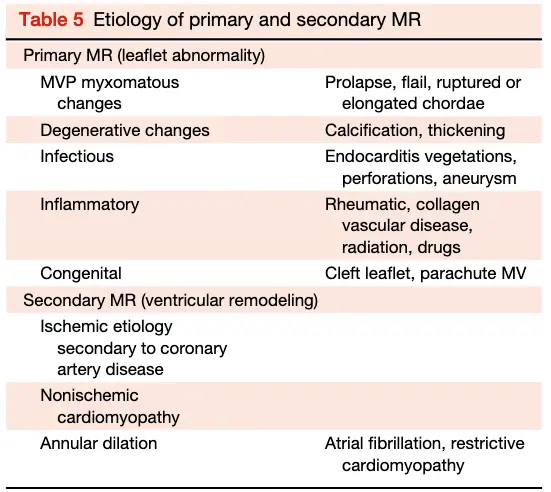 Table 5 Etiology of primary and secondary MR
Primary MR (leaflet abnormality)
MVP myxomatous changes
Prolapse, flail, ruptured or elongated chordae
Degenerative changes
Calcification, thickening
Infectious
Endocarditis vegetations, perforations, aneurysm
Inflammatory
Rheumatic, collagen vascular disease, radiation, drugs
Congenital
Cleft leaflet, parachute MV
Secondary MR (ventricular remodeling)
Ischemic etiology secondary to coronary artery disease
Nonischemic cardiomyopathy
Annular dilation
Atrial fibrillation, restrictive cardiomyopathy